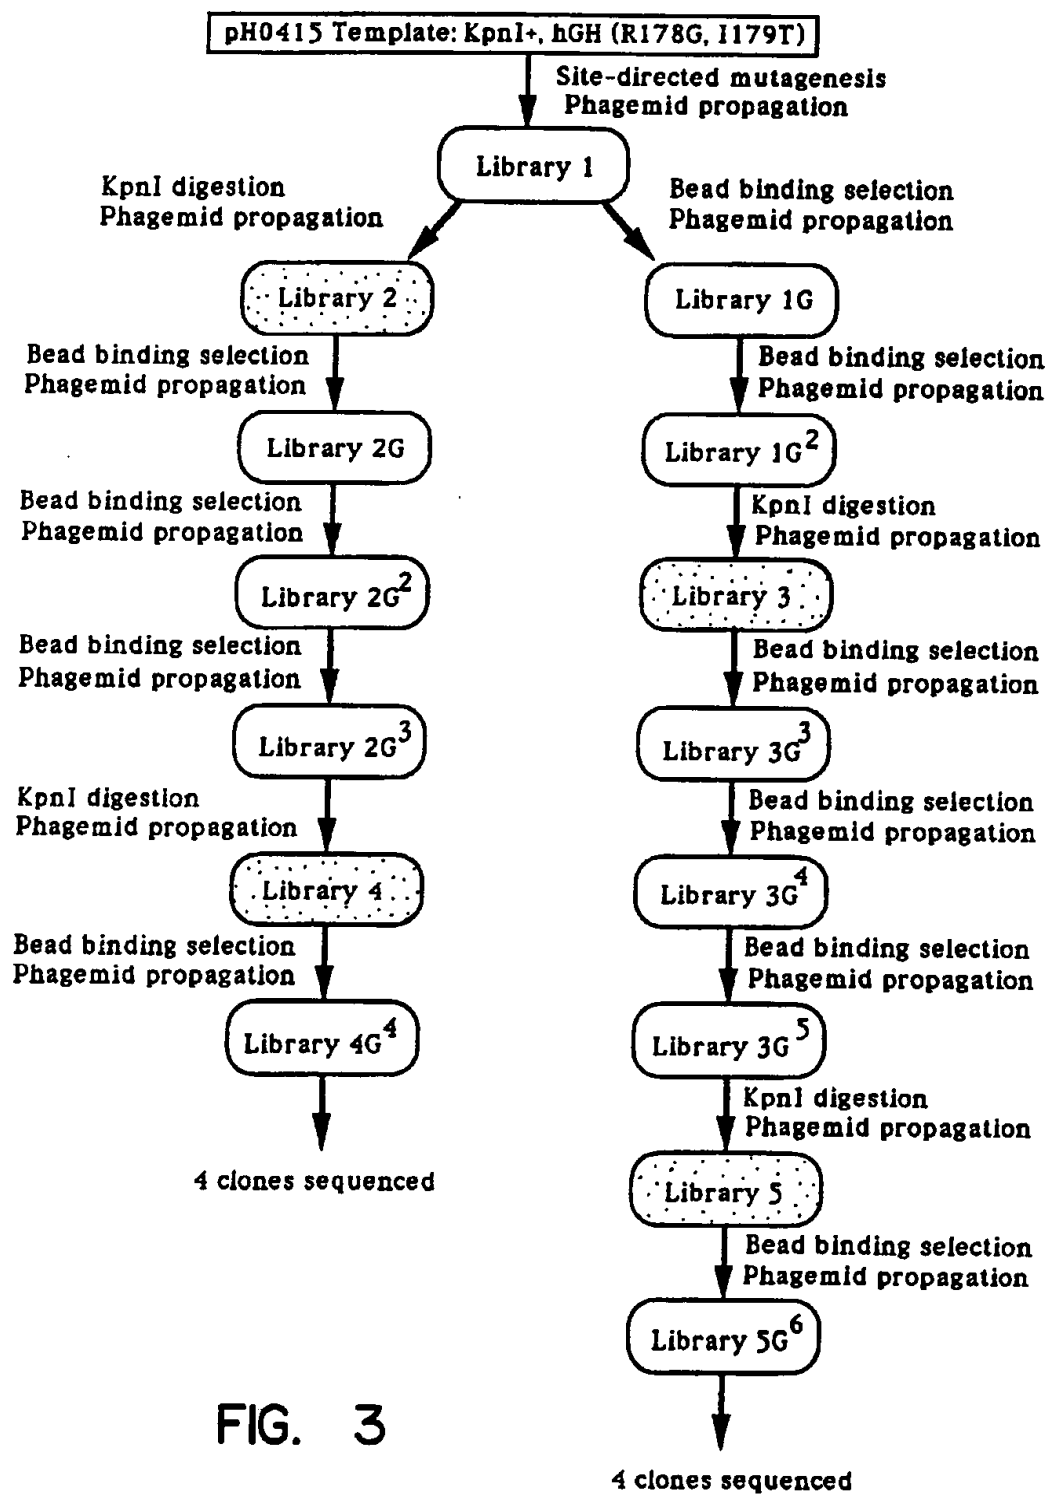 pH0415 Template: KpnI+, hGH (R178G, I179T)
Site-directed mutagenesis
Phagemid propagation
Library 1
KpnI digestion
Phagemid propagation
Bead binding selection
Phagemid propagation
Library 2
Bead binding selection
Phagemid propagation
Library 2G
Bead binding selection
Phagemid propagation
Library 2G²
Bead binding selection
Phagemid propagation
Library 2G³
KpnI digestion
Phagemid propagation
Library 4
Bead binding selection
Phagemid propagation
Library 4G⁴
4 clones sequenced
Library 1G
Bead binding selection
Phagemid propagation
Library 1G²
KpnI digestion
Phagemid propagation
Library 3
Bead binding selection
Phagemid propagation
Library 3G³
Bead binding selection
Phagemid propagation
Library 3G⁴
Bead binding selection
Phagemid propagation
Library 3G⁵
KpnI digestion
Phagemid propagation
Library 5
Bead binding selection
Phagemid propagation
Library 5G⁶
4 clones sequenced
FIG. 3